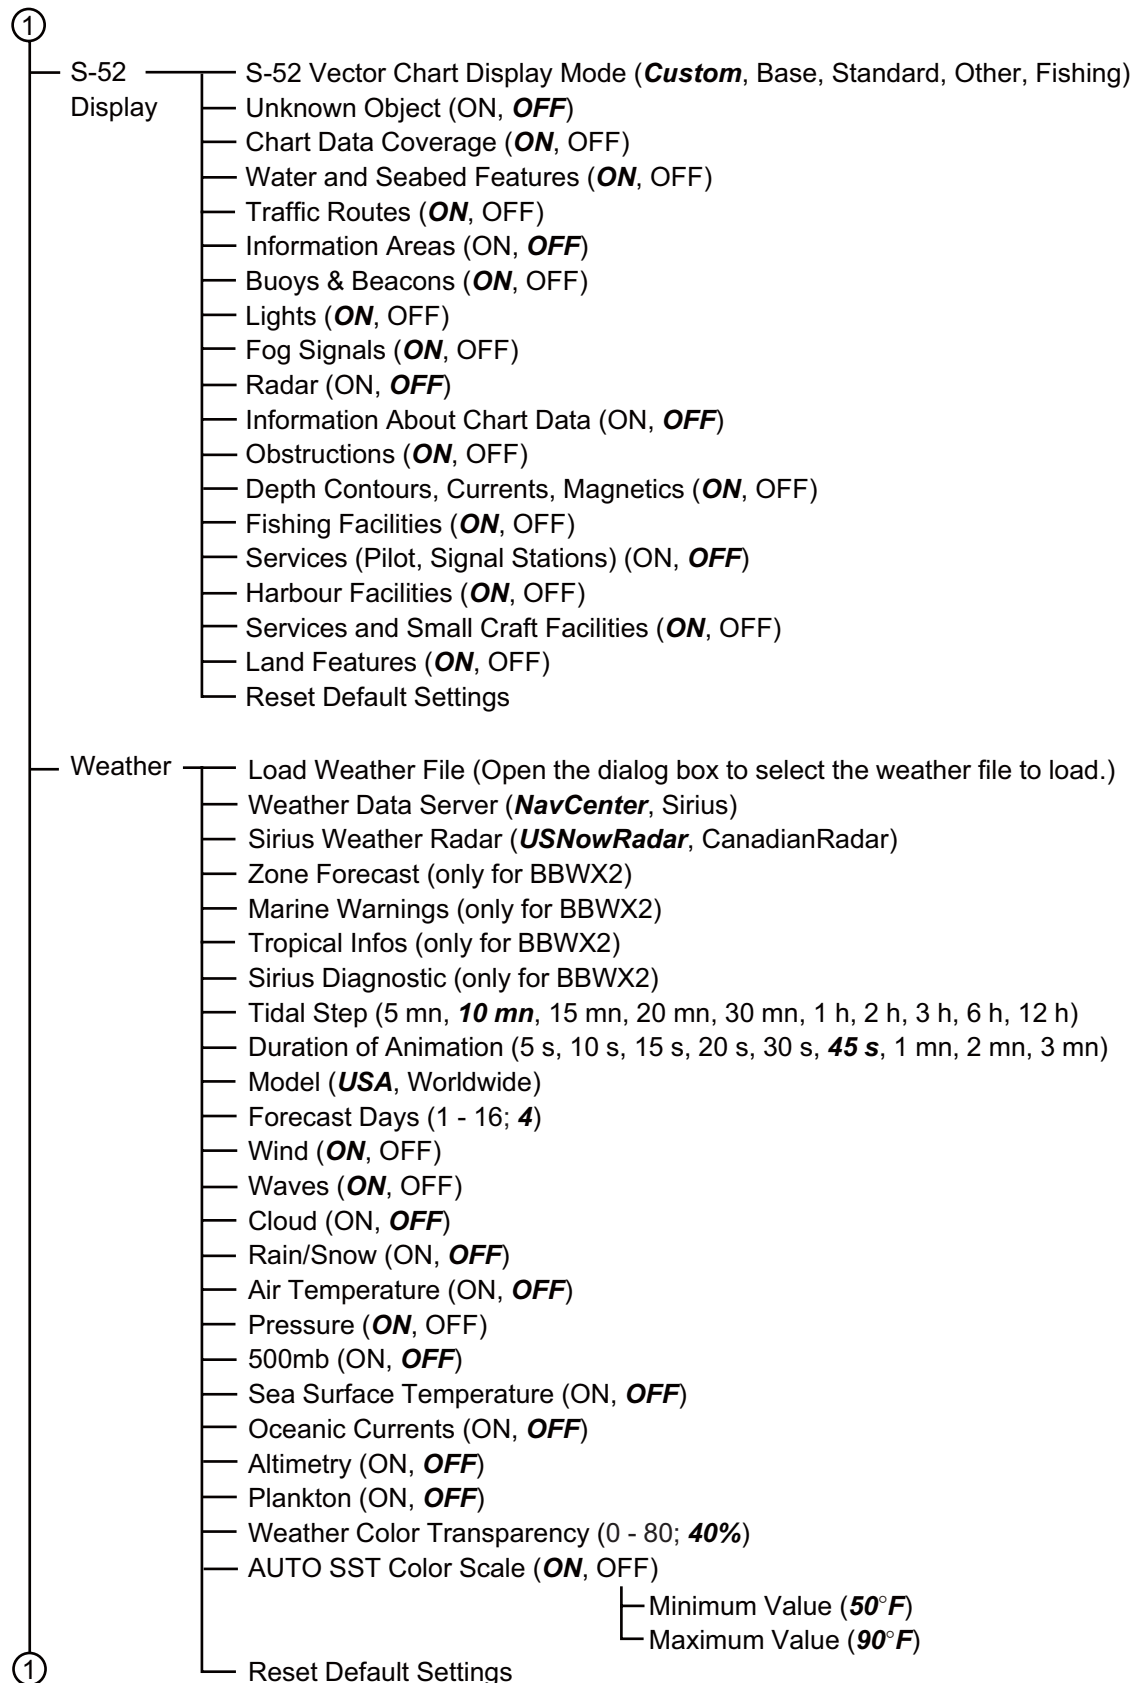 1
S-52 Display
S-52 Vector Chart Display Mode (Custom, Base, Standard, Other, Fishing)
Unknown Object (ON, OFF)
Chart Data Coverage (ON, OFF)
Water and Seabed Features (ON, OFF)
Traffic Routes (ON, OFF)
Information Areas (ON, OFF)
Buoys & Beacons (ON, OFF)
Lights (ON, OFF)
Fog Signals (ON, OFF)
Radar (ON, OFF)
Information About Chart Data (ON, OFF)
Obstructions (ON, OFF)
Depth Contours, Currents, Magnetics (ON, OFF)
Fishing Facilities (ON, OFF)
Services (Pilot, Signal Stations) (ON, OFF)
Harbour Facilities (ON, OFF)
Services and Small Craft Facilities (ON, OFF)
Land Features (ON, OFF)
Reset Default Settings
Weather
Load Weather File (Open the dialog box to select the weather file to load.)
Weather Data Server (NavCenter, Sirius)
Sirius Weather Radar (USNowRadar, CanadianRadar)
Zone Forecast (only for BBWX2)
Marine Warnings (only for BBWX2)
Tropical Infos (only for BBWX2)
Sirius Diagnostic (only for BBWX2)
Tidal Step (5 mn, 10 mn, 15 mn, 20 mn, 30 mn, 1 h, 2 h, 3 h, 6 h, 12 h)
Duration of Animation (5 s, 10 s, 15 s, 20 s, 30 s, 45 s, 1 mn, 2 mn, 3 mn)
Model (USA, Worldwide)
Forecast Days (1 - 16; 4)
Wind (ON, OFF)
Waves (ON, OFF)
Cloud (ON, OFF)
Rain/Snow (ON, OFF)
Air Temperature (ON, OFF)
Pressure (ON, OFF)
500mb (ON, OFF)
Sea Surface Temperature (ON, OFF)
Oceanic Currents (ON, OFF)
Altimetry (ON, OFF)
Plankton (ON, OFF)
Weather Color Transparency (0 - 80; 40%)
AUTO SST Color Scale (ON, OFF)
Minimum Value (50°F)
Maximum Value (90°F)
Reset Default Settings
1